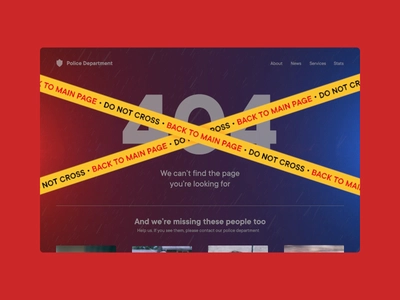 Police Department
About News Services Stats
404
TO MAIN PAGE • DO NOT CROSS • BACK TO MAIN PAGE • DO NOT CROSS • BACK TO MAIN
NOT CROSS • BACK TO MAIN PAGE • DO CROSS • BACK TO MAIN PAGE • DO NOT CR
We can't find the page
you're looking for
And we're missing these people too
Help us. If you see them, please contact our police department